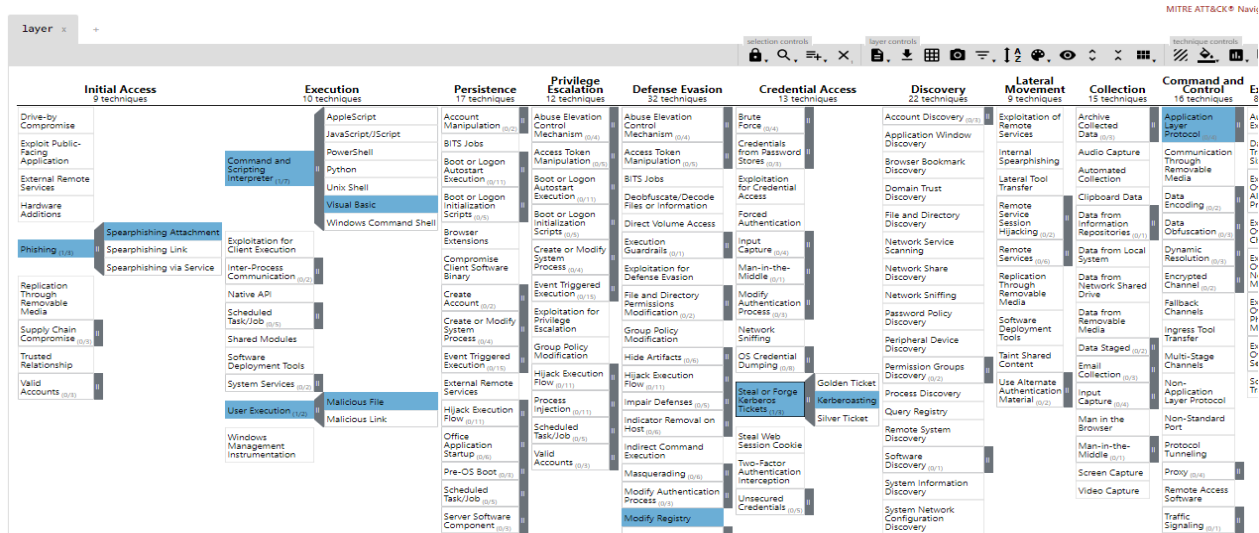 MITRE ATT&CK® Navig
layer x +
selection controls
layer controls
technique controls
Initial Access
9 techniques
Drive-by
Compromise
Exploit Public-
Facing
Application
External Remote
Services
Hardware
Additions
Phishing (1/3)
Spearphishing Attachment
Spearphishing Link
Spearphishing via Service
Replication
Through
Removable
Media
Supply Chain
Compromise (0/3)
Trusted
Relationship
Valid
Accounts (0/3)
Execution
10 techniques
Command and
Scripting
Interpreter (1/7)
AppleScript
JavaScript/JScript
PowerShell
Python
Unix Shell
Visual Basic
Windows Command Shell
Exploitation for
Client Execution
Inter-Process
Communication (0/2)
Native API
Scheduled
Task/Job (0/5)
Shared Modules
Software
Deployment Tools
System Services (0/2)
User Execution (1/2)
Malicious File
Malicious Link
Windows
Management
Instrumentation
Persistence
17 techniques
Account
Manipulation (0/2)
BITS Jobs
Boot or Logon
Autostart
Execution (0/11)
Boot or Logon
Initialization
Scripts (0/5)
Browser
Extensions
Compromise
Client Software
Binary
Create
Account (0/2)
Create or Modify
System
Process (0/4)
Event Triggered
Execution (0/15)
External Remote
Services
Hijack Execution
Flow (0/11)
Office
Application
Startup (0/6)
Pre-OS Boot (0/3)
Scheduled
Task/Job (0/5)
Server Software
Component (0/3)
Privilege
Escalation
12 techniques
Abuse Elevation
Control
Mechanism (0/4)
Access Token
Manipulation (0/5)
Boot or Logon
Autostart
Execution (0/11)
Boot or Logon
Initialization
Scripts (0/5)
Create or Modify
System
Process (0/4)
Event Triggered
Execution (0/15)
Exploitation for
Privilege
Escalation
Group Policy
Modification
Hijack Execution
Flow (0/11)
Process
Injection (0/11)
Scheduled
Task/Job (0/5)
Valid
Accounts (0/3)
Defense Evasion
32 techniques
Abuse Elevation
Control
Mechanism (0/4)
Access Token
Manipulation (0/5)
BITS Jobs
Deobfuscate/Decode
Files or Information
Direct Volume Access
Execution
Guardrails (0/1)
Exploitation for
Defense Evasion
File and Directory
Permissions
Modification (0/2)
Group Policy
Modification
Hide Artifacts (0/6)
Hijack Execution
Flow (0/11)
Impair Defenses (0/5)
Indicator Removal on
Host (0/6)
Indirect Command
Execution
Masquerading (0/6)
Modify Authentication
Process (0/3)
Modify Registry
Credential Access
13 techniques
Brute
Force (0/4)
Credentials
from Password
Stores (0/3)
Exploitation
for Credential
Access
Forced
Authentication
Input
Capture (0/4)
Man-in-the-
Middle (0/1)
Modify
Authentication
Process (0/3)
Network
Sniffing
OS Credential
Dumping (0/8)
Steal or Forge
Kerberos
Tickets (1/3)
Golden Ticket
Kerberoasting
Silver Ticket
Steal Web
Session Cookie
Two-Factor
Authentication
Interception
Unsecured
Credentials (0/5)
Discovery
22 techniques
Account Discovery (0/3)
Application Window
Discovery
Browser Bookmark
Discovery
Domain Trust
Discovery
File and Directory
Discovery
Network Service
Scanning
Network Share
Discovery
Network Sniffing
Password Policy
Discovery
Peripheral Device
Discovery
Permission Groups
Discovery (0/2)
Process Discovery
Query Registry
Remote System
Discovery
Software
Discovery (0/1)
System Information
Discovery
System Network
Configuration
Discovery
Lateral
Movement
9 techniques
Exploitation of
Remote
Services
Internal
Spearphishing
Lateral Tool
Transfer
Remote
Service
Session
Hijacking (0/2)
Remote
Services (0/6)
Replication
Through
Removable
Media
Software
Deployment
Tools
Taint Shared
Content
Use Alternate
Authentication
Material (0/2)
Collection
15 techniques
Archive
Collected
Data (0/3)
Audio Capture
Automated
Collection
Clipboard Data
Data from
Information
Repositories (0/1)
Data from Local
System
Data from
Network Shared
Drive
Data from
Removable
Media
Data Staged (0/2)
Email
Collection (0/3)
Input
Capture (0/4)
Man in the
Browser
Man-in-the-
Middle (0/1)
Screen Capture
Video Capture
Command and
Control
16 techniques
Application
Layer
Protocol
Communication
Through
Removable
Media
Data
Encoding (0/2)
Data
Obfuscation (0/3)
Dynamic
Resolution (0/3)
Encrypted
Channel (0/2)
Fallback
Channels
Ingress Tool
Transfer
Multi-Stage
Channels
Non-
Application
Layer Protocol
Non-Standard
Port
Protocol
Tunneling
Proxy (0/4)
Remote Access
Software
Traffic
Signaling (0/1)